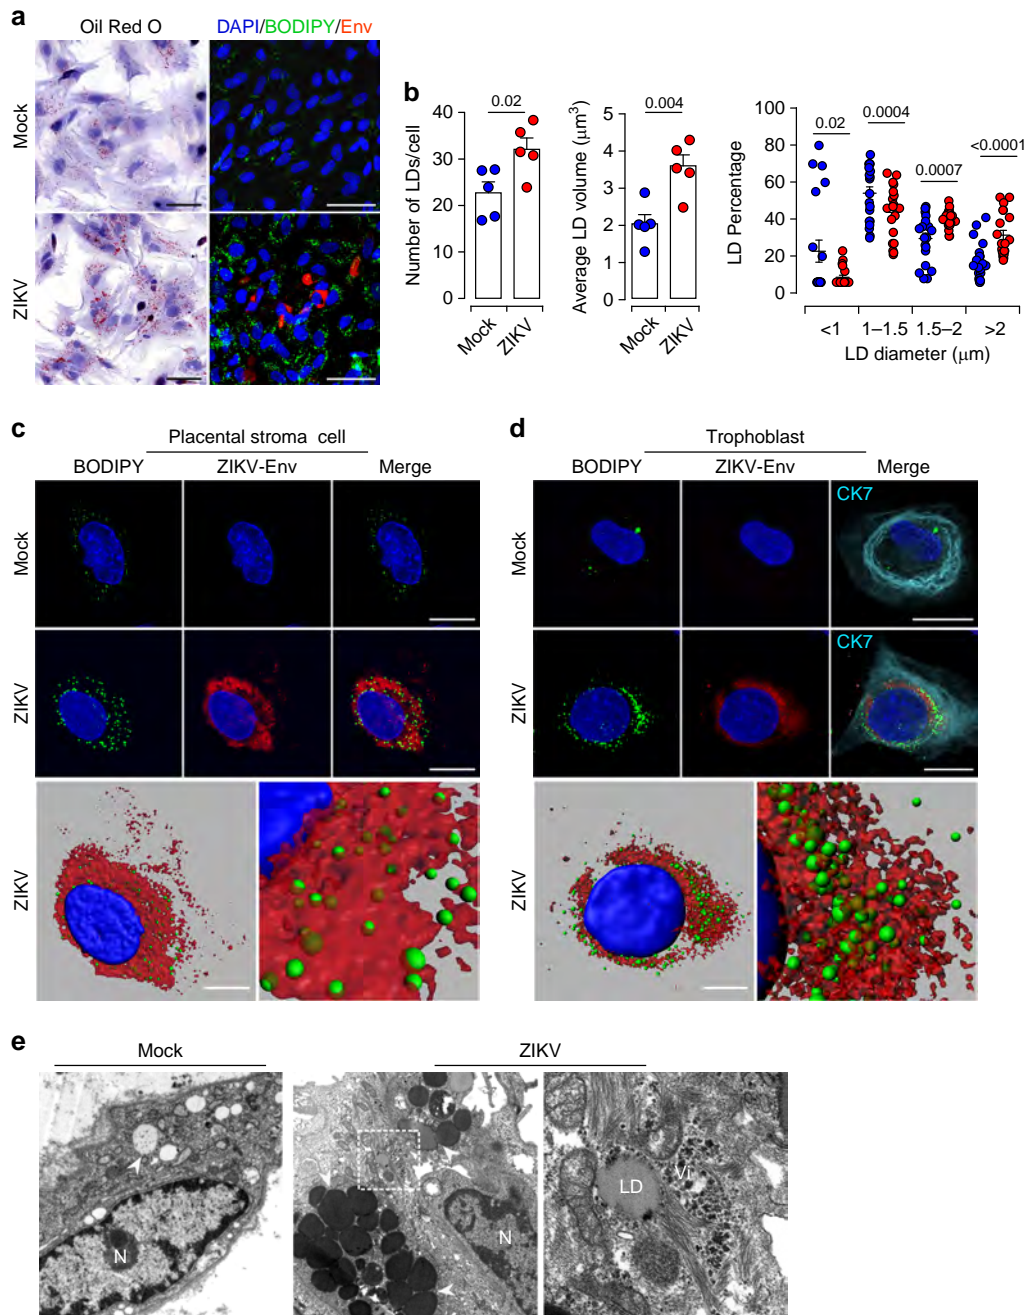 a
Oil Red O
DAPI/BODIPY/Env
Mock
ZIKV
b
Number of LDs/cell
40
30
20
10
0
0.02
Mock
ZIKV
Average LD volume (μm³)
5
4
3
2
1
0
0.004
Mock
ZIKV
LD Percentage
100
80
60
40
20
0
0.02
0.0004
0.0007
<0.0001
<1
1–1.5
1.5–2
>2
LD diameter (μm)
c
Placental stroma cell
BODIPY
ZIKV-Env
Merge
Mock
ZIKV
ZIKV
d
Trophoblast
BODIPY
ZIKV-Env
Merge
Mock
CK7
ZIKV
CK7
ZIKV
e
Mock
ZIKV
N
N
LD
Vi